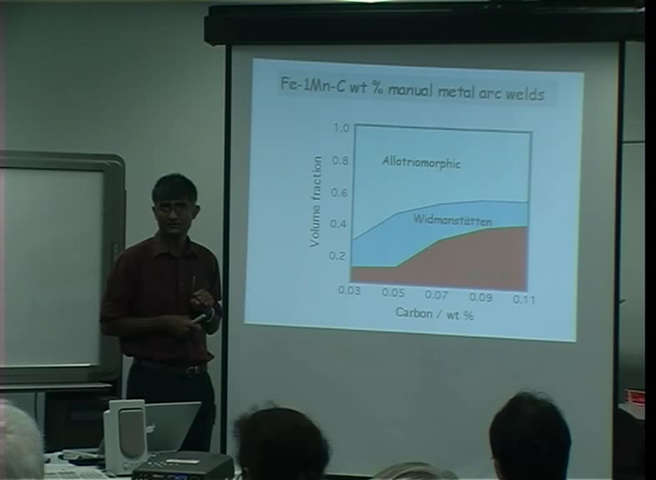 Fe-1Mn-C wt % manual metal arc welds
1.0
0.8
0.6
0.4
0.2
Volume fraction
Allotriomorphic
Widmanstätten
0.03 0.05 0.07 0.09 0.11
Carbon / wt %